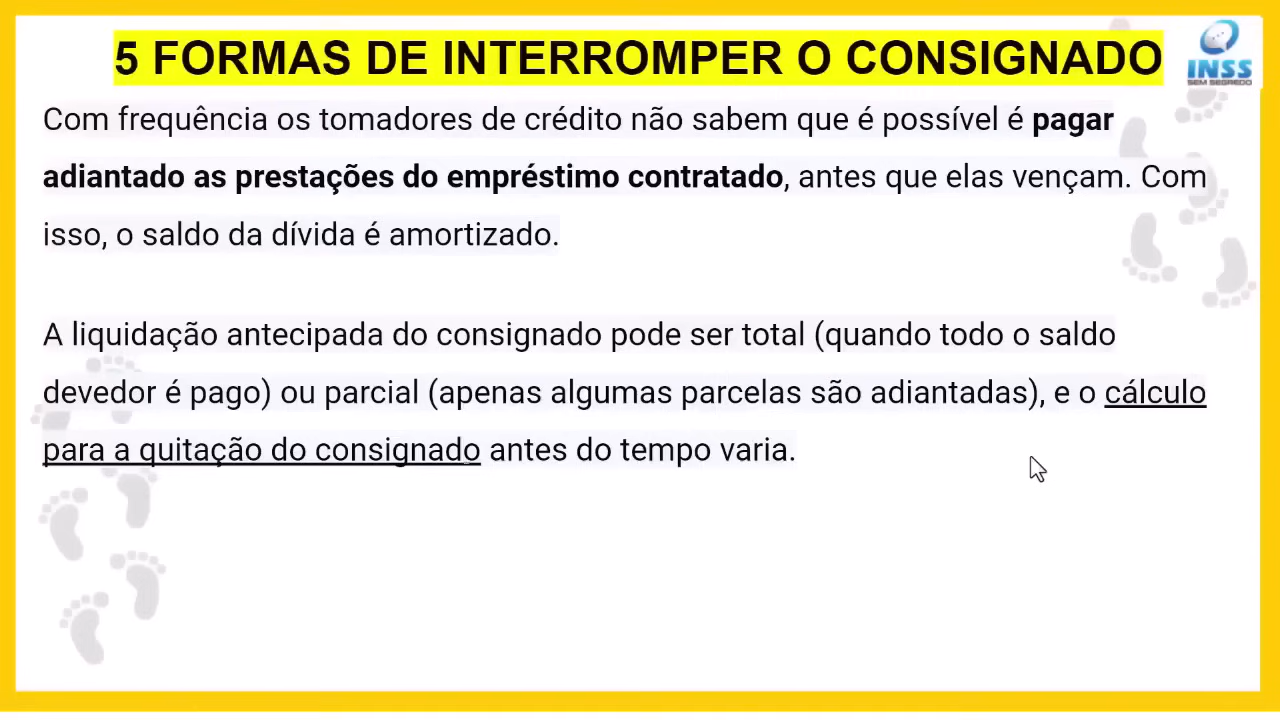 5 FORMAS DE INTERROMPER O CONSIGNADO
INSS
SEM SEGREDO
Com frequência os tomadores de crédito não sabem que é possível é pagar
adiantado as prestações do empréstimo contratado, antes que elas vençam. Com
isso, o saldo da dívida é amortizado.
A liquidação antecipada do consignado pode ser total (quando todo o saldo
devedor é pago) ou parcial (apenas algumas parcelas são adiantadas), e o cálculo
para a quitação do consignado antes do tempo varia.